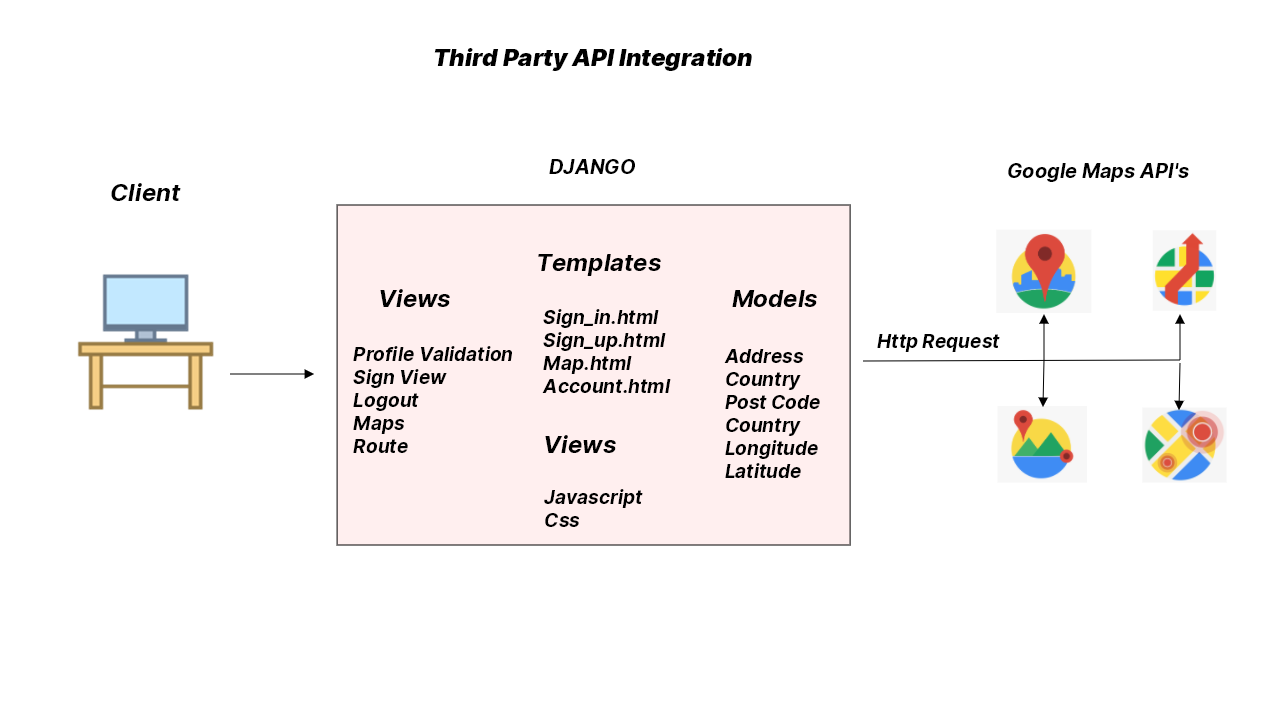 Third Party API Integration
Client
DJANGO
Google Maps API's
Views
Profile Validation
Sign View
Logout
Maps
Route
Templates
Sign_in.html
Sign_up.html
Map.html
Account.html
Views
Javascript
Css
Models
Address
Country
Post Code
Country
Longitude
Latitude
Http Request